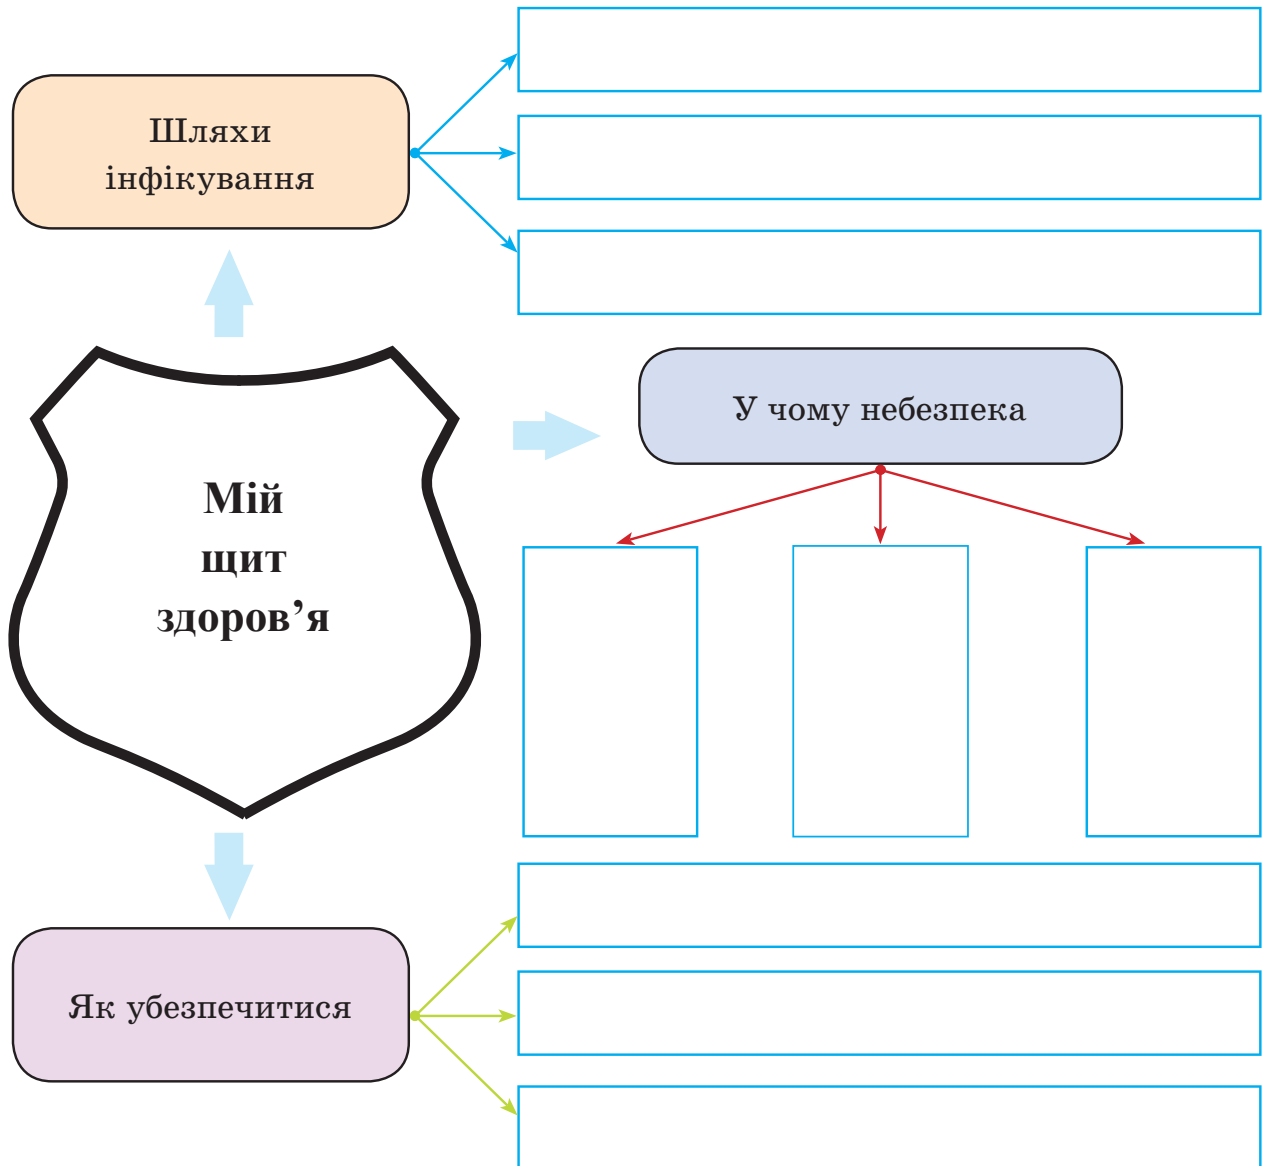 Шляхи
інфікування
У чому небезпека
Мій
щит
здоров’я
Як убезпечитися